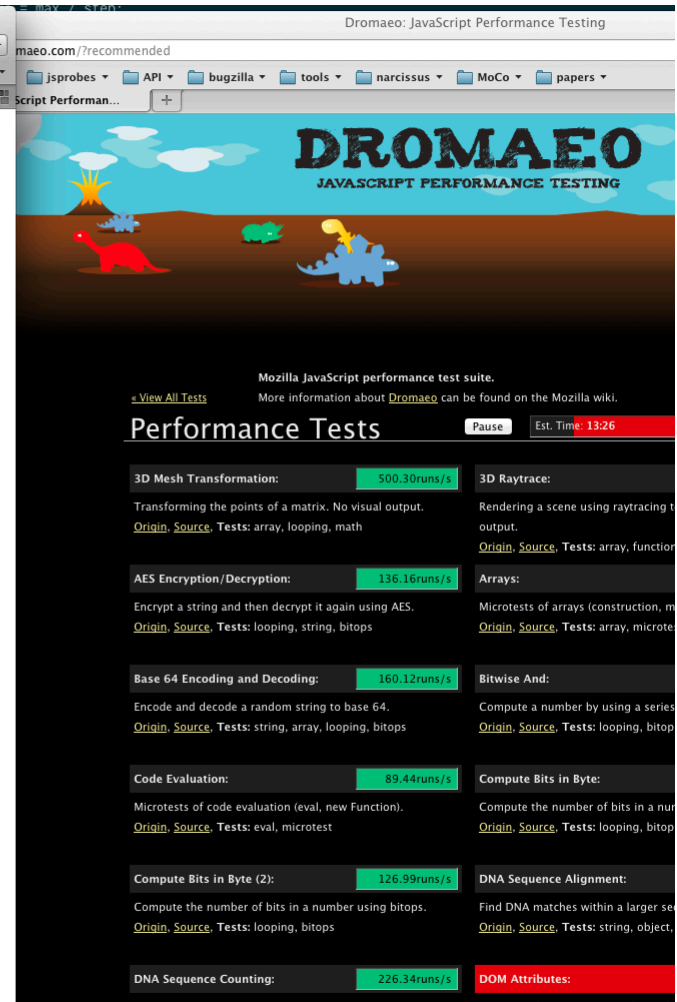 = max / step;
Dromaeo: JavaScript Performance Testing
maeo.com/?recommended
jsprobes API bugzilla tools narcissus MoCo papers
Script Performan...
DROMAEO
JAVASCRIPT PERFORMANCE TESTING
Mozilla JavaScript performance test suite.
« View All Tests More information about Dromaeo can be found on the Mozilla wiki.
Performance Tests Pause Est. Time: 13:26
3D Mesh Transformation: 500.30runs/s 3D Raytrace:
Transforming the points of a matrix. No visual output. Rendering a scene using raytracing
Origin, Source, Tests: array, looping, math output.
Origin, Source, Tests: array, function
AES Encryption/Decryption: 136.16runs/s Arrays:
Encrypt a string and then decrypt it again using AES. Microtests of arrays (construction, m
Origin, Source, Tests: looping, string, bitops Origin, Source, Tests: array, microte
Base 64 Encoding and Decoding: 160.12runs/s Bitwise And:
Encode and decode a random string to base 64. Compute a number by using a series
Origin, Source, Tests: string, array, looping, bitops Origin, Source, Tests: looping, bitop
Code Evaluation: 89.44runs/s Compute Bits in Byte:
Microtests of code evaluation (eval, new Function). Compute the number of bits in a nu
Origin, Source, Tests: eval, microtest Origin, Source, Tests: looping, bitop
Compute Bits in Byte (2): 126.99runs/s DNA Sequence Alignment:
Compute the number of bits in a number using bitops. Find DNA matches within a larger se
Origin, Source, Tests: looping, bitops Origin, Source, Tests: string, object,
DNA Sequence Counting: 226.34runs/s DOM Attributes: